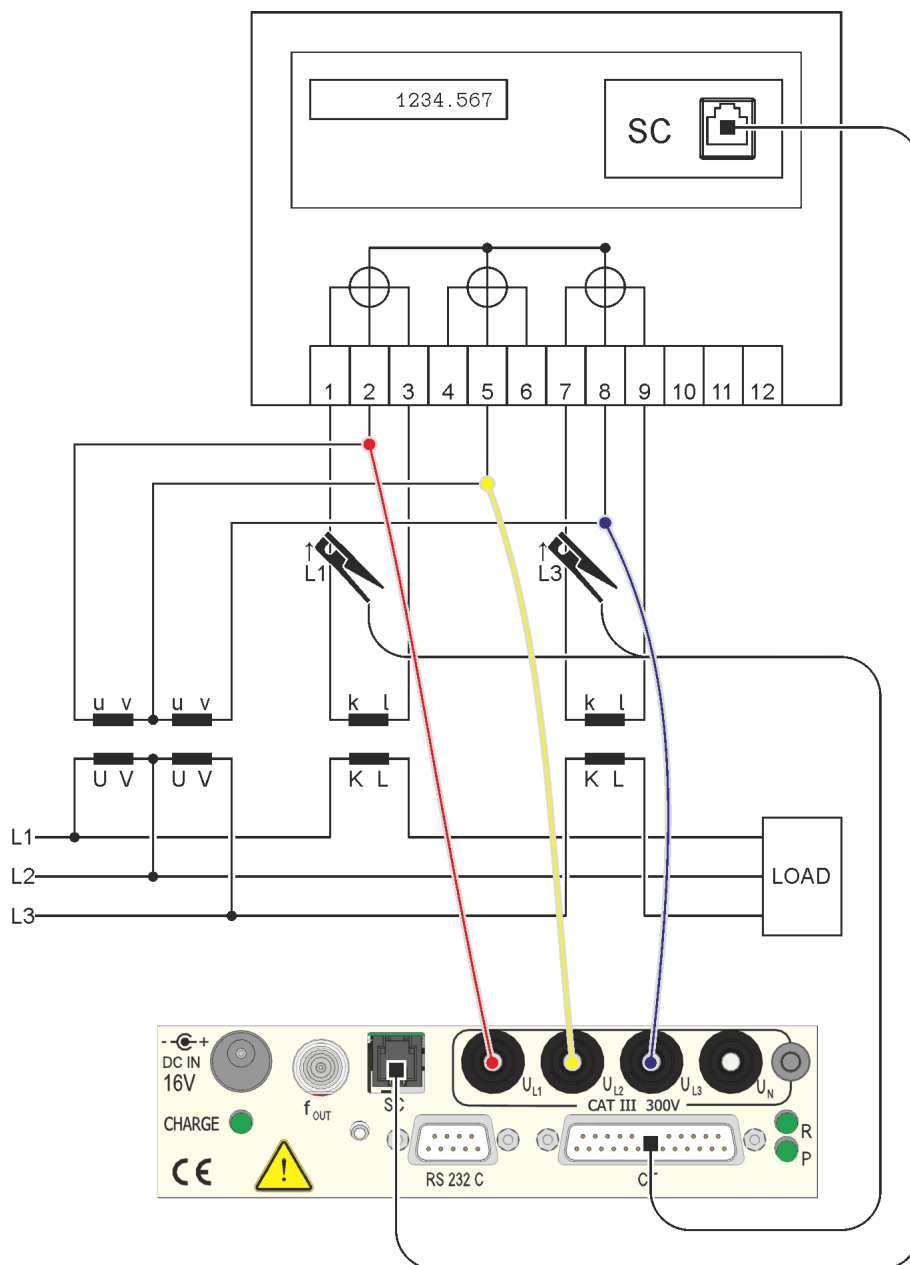 1234.567
SC
1 2 3 4 5 6 7 8 9 10 11 12
↑ ↑
L1 L3
u v u v k l k l
U V U V K L K L
L1
L2
L3
LOAD
- +
DC IN
16V
CHARGE
f OUT
SC
UL1 UL2 UL3 UN
CAT III 300V
RS 232 C
R
P
CE
!